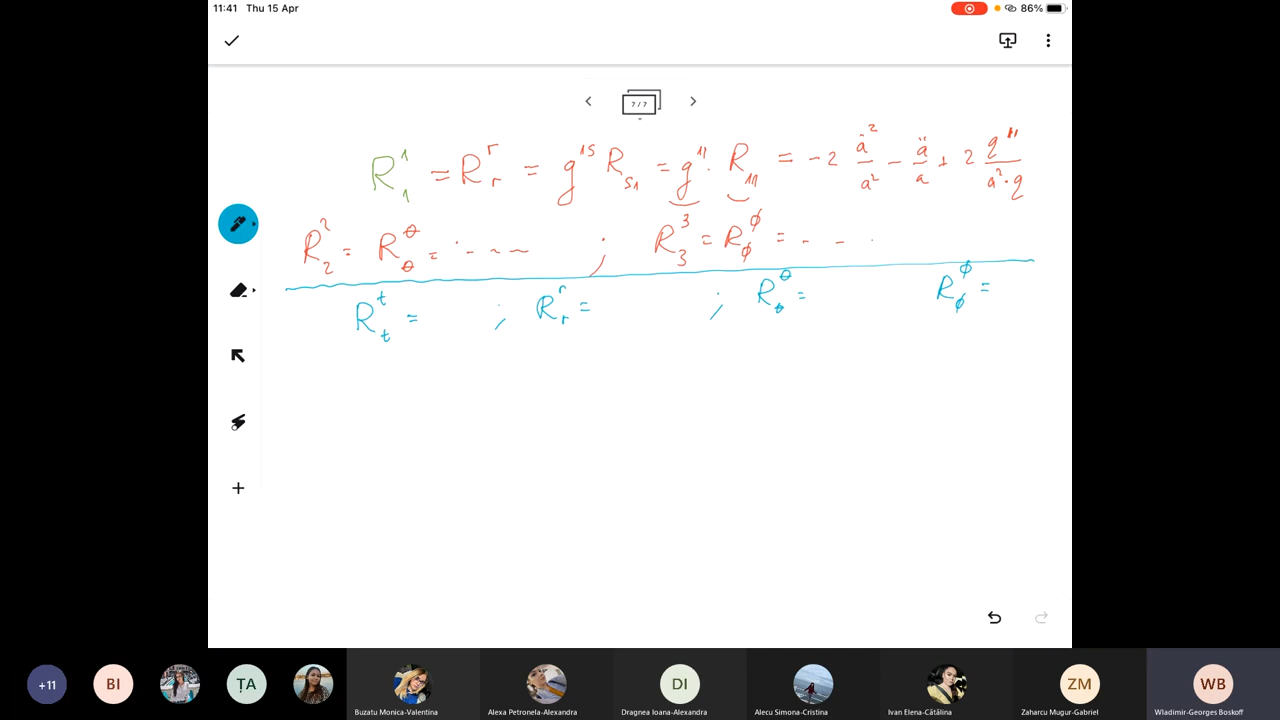 11:41 Thu 15 Apr 86%
7 / 7
R^1_1 = R^r_r = g^{1s} R_{s1} = g^{11} · R_{11} = -2 ȧ²/a² - ä/a + 2 q''/(a²·q)
R^2_2 = R^θ_θ = ..... ; R^3_3 = R^ϕ_ϕ = ...
R^t_t = ; R^r_r = ; R^θ_θ = R^ϕ_ϕ =
+11 BI ȚA Buzatu Monica-Valentina Alexa Petronela-Alexandra DI Dragnea Ioana-Alexandra Alecu Simona-Cristina Ivan Elena-Cătălina ZM Zaharcu Mugur-Gabriel WB Wladimir-Georges Boskoff